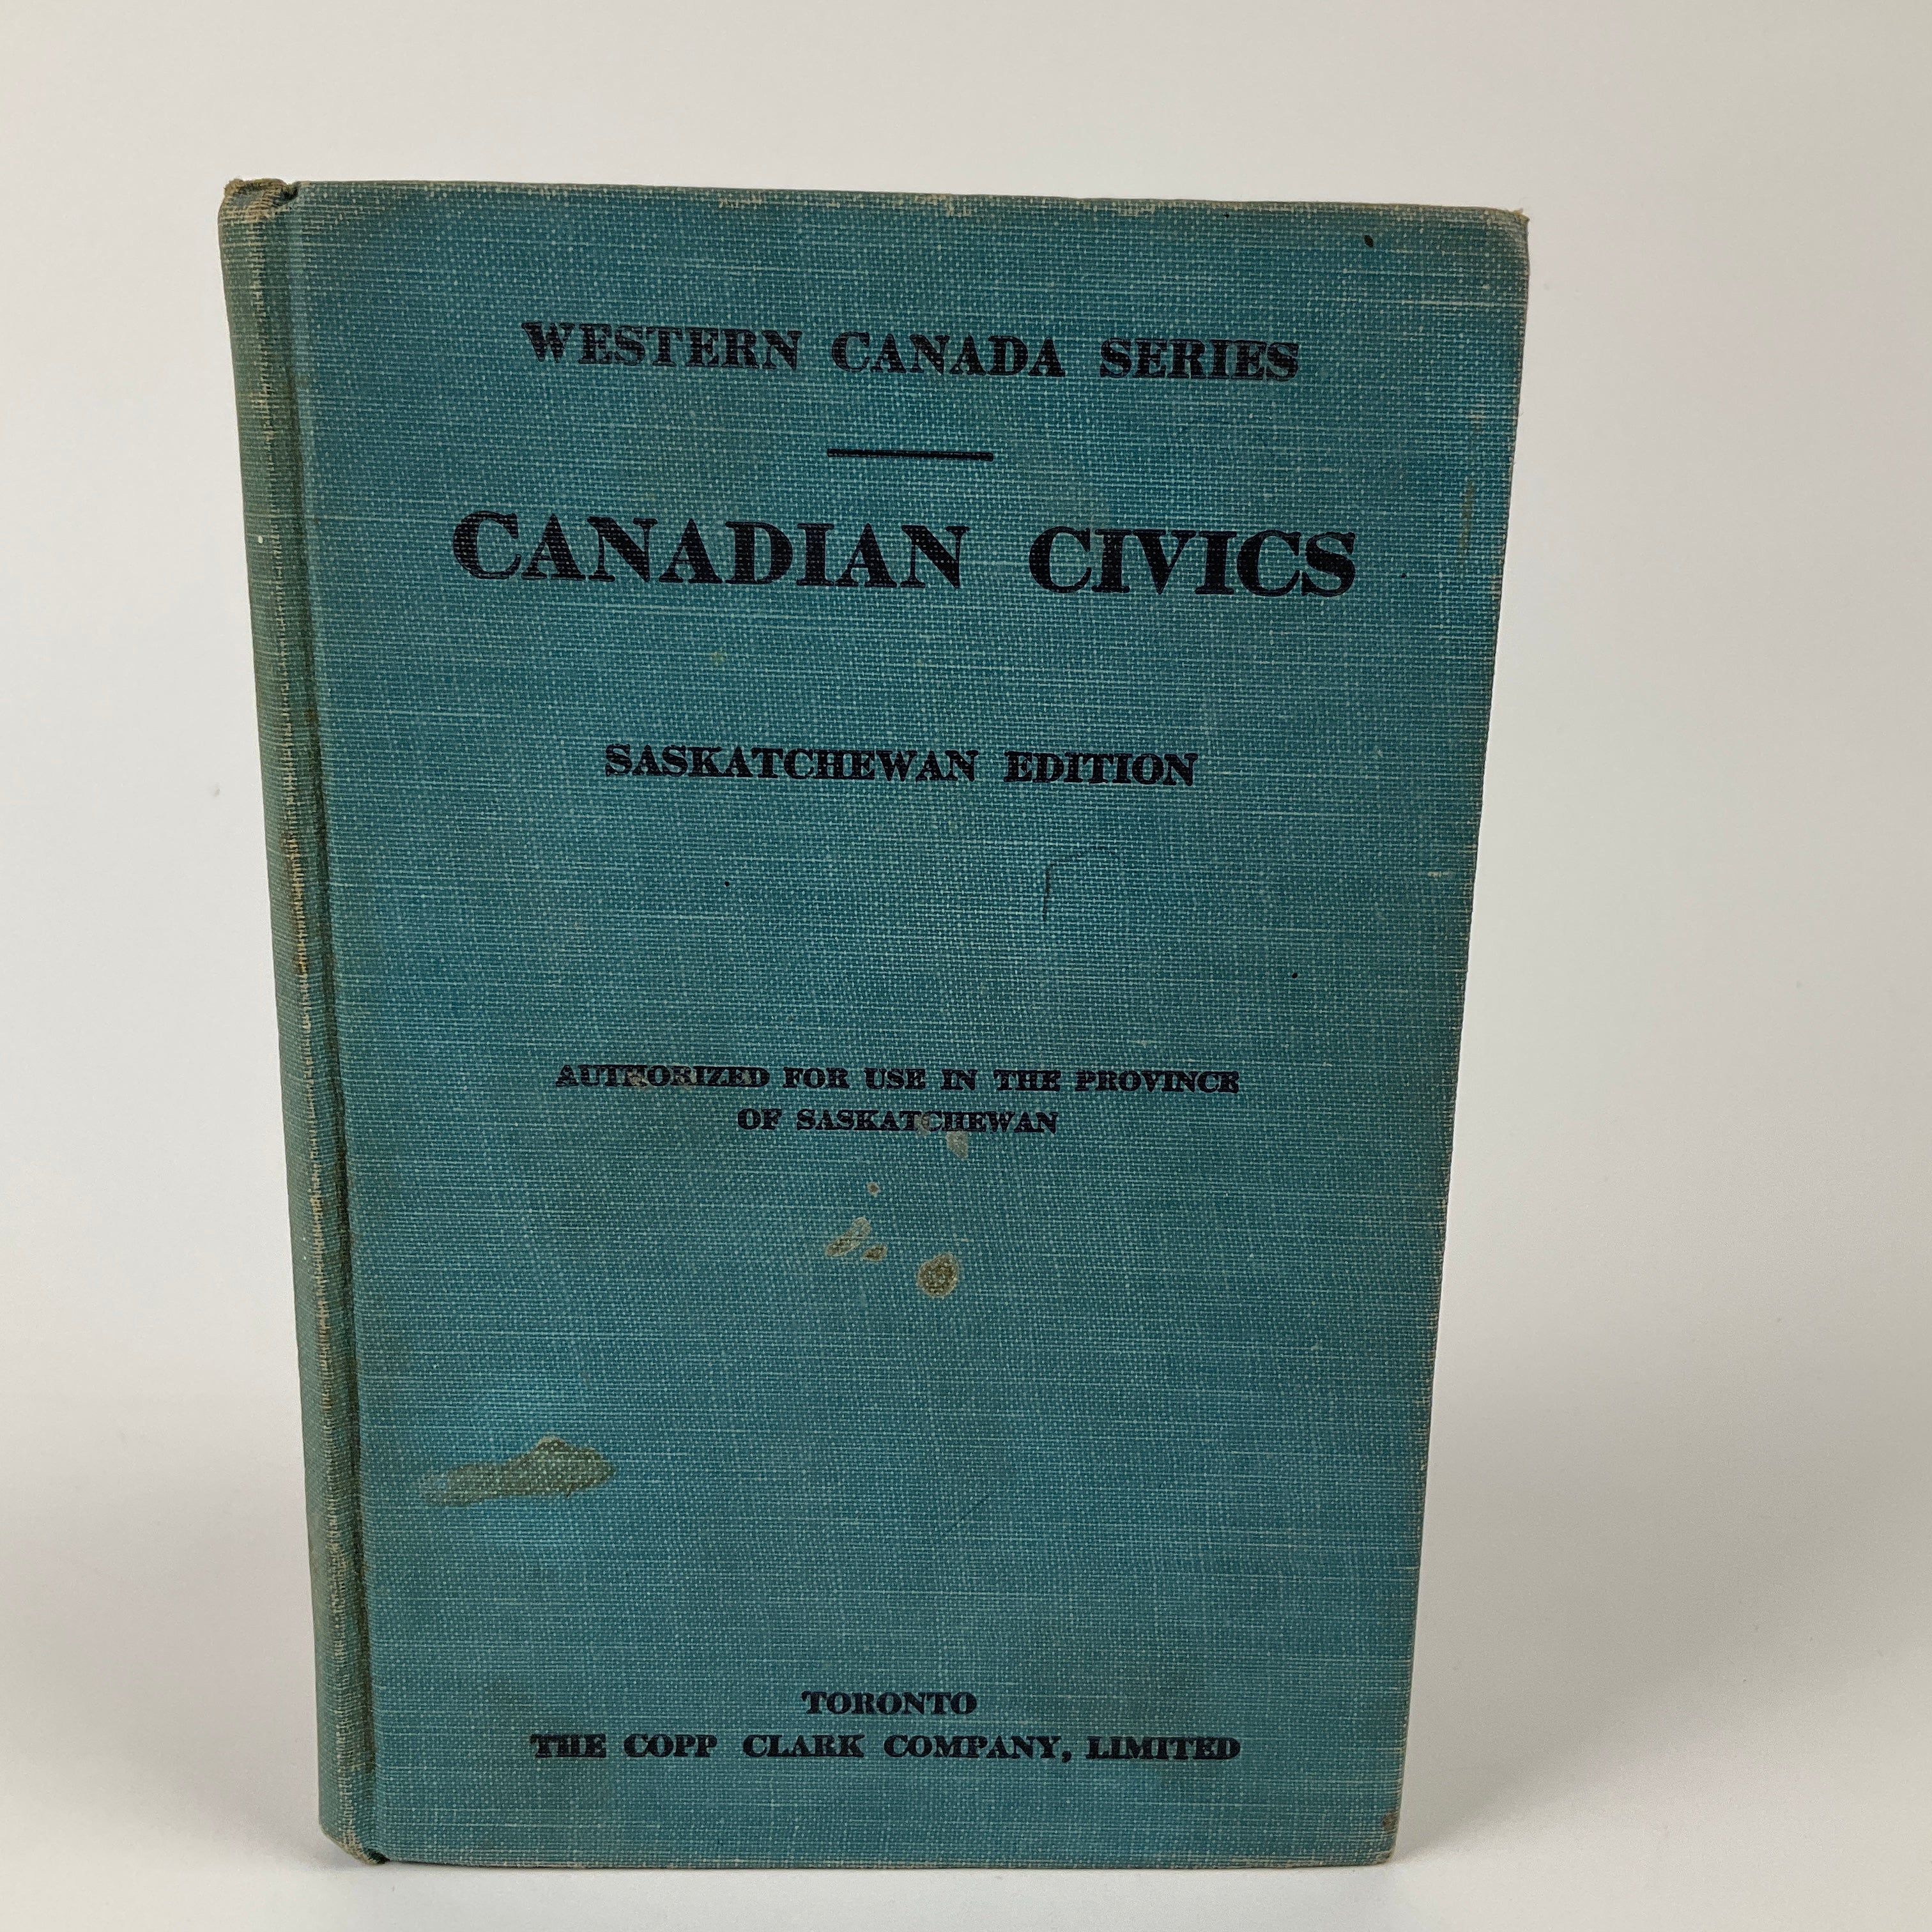 WESTERN CANADA SERIES
CANADIAN CIVICS
SASKATCHEWAN EDITION
AUTHORIZED FOR USE IN THE PROVINCE
OF SASKATCHEWAN
TORONTO
THE COPP CLARK COMPANY, LIMITED